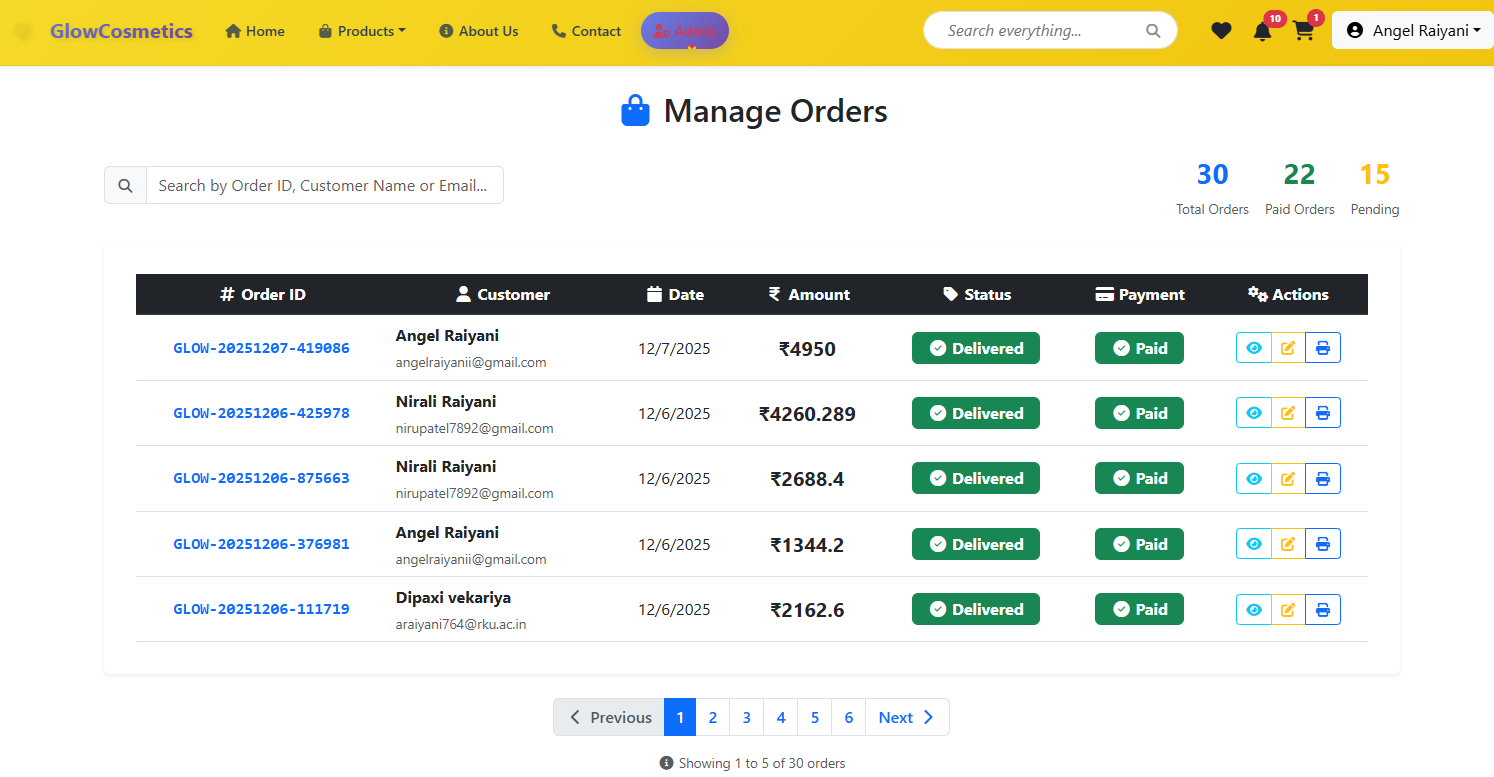 GlowCosmetics Home Products About Us Contact Admin Search everything... 10 1 Angel Raiyani
Manage Orders
Search by Order ID, Customer Name or Email...
30 22 15
Total Orders Paid Orders Pending
# Order ID Customer Date ₹ Amount Status Payment Actions
GLOW-20251207-419086 Angel Raiyani 12/7/2025 ₹4950 Delivered Paid
angelraiyanii@gmail.com
GLOW-20251206-425978 Nirali Raiyani 12/6/2025 ₹4260.289 Delivered Paid
nirupatel7892@gmail.com
GLOW-20251206-875663 Nirali Raiyani 12/6/2025 ₹2688.4 Delivered Paid
nirupatel7892@gmail.com
GLOW-20251206-376981 Angel Raiyani 12/6/2025 ₹1344.2 Delivered Paid
angelraiyanii@gmail.com
GLOW-20251206-111719 Dipaxi vekariya 12/6/2025 ₹2162.6 Delivered Paid
araiyani764@rku.ac.in
Previous 1 2 3 4 5 6 Next
Showing 1 to 5 of 30 orders